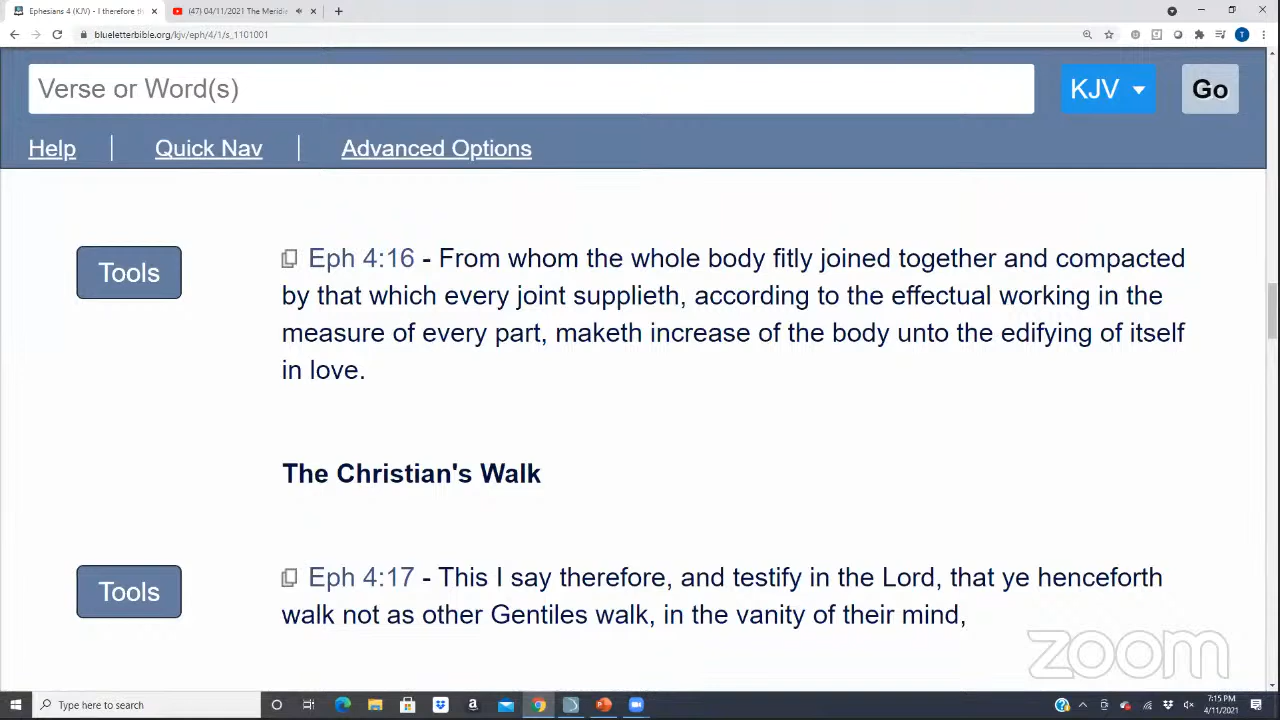 Ephesians 4 (KJV) - I therefore th
(47) 04/11/2021 The Meridi
blueletterbible.org/kjv/eph/4/1/s_1101001
T
Verse or Word(s)
KJV
Go
Help
Quick Nav
Advanced Options
Tools
Eph 4:16 - From whom the whole body fitly joined together and compacted
by that which every joint supplieth, according to the effectual working in the
measure of every part, maketh increase of the body unto the edifying of itself
in love.
The Christian's Walk
Tools
Eph 4:17 - This I say therefore, and testify in the Lord, that ye henceforth
walk not as other Gentiles walk, in the vanity of their mind,
zoom
Type here to search
7:15 PM
4/11/2021